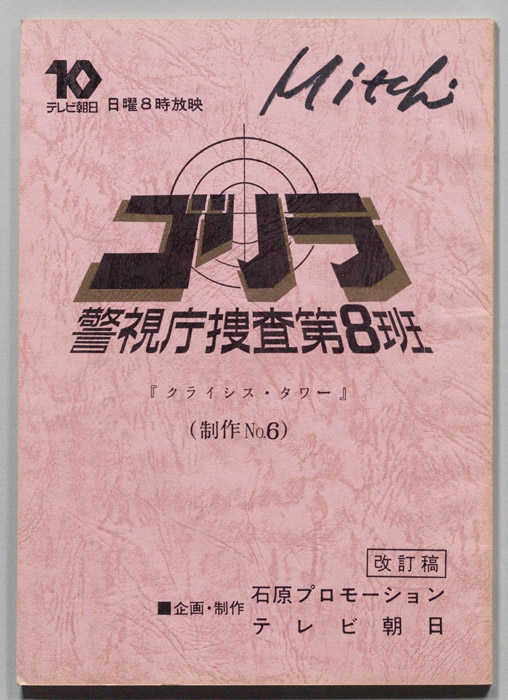 10
テレビ朝日 日曜8時放映
Mitchi
ゴリラ
警視庁捜査第8班
『クライシス・タワー』
（制作No.6）
改訂稿
■企画・制作 石原プロモーション
テレビ朝日